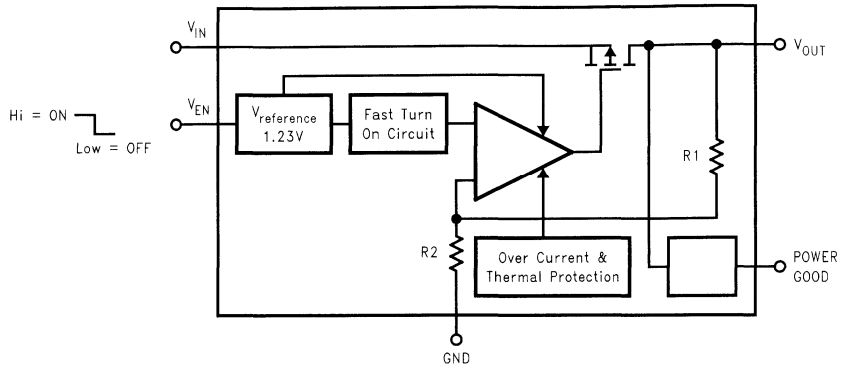 V_IN
V_OUT
V_EN
Hi = ON
Low = OFF
V_reference
1.23V
Fast Turn
On Circuit
R1
R2
Over Current &
Thermal Protection
POWER
GOOD
GND